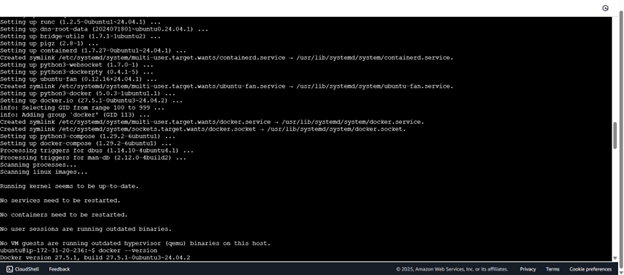 Setting up runc (1.2.5-0ubuntu1~24.04.1) ...
Setting up dns-root-data (2024071801~ubuntu0.24.04.1) ...
Setting up bridge-utils (1.7.1-1ubuntu2) ...
Setting up pigz (2.8-1) ...
Setting up containerd (1.7.27-0ubuntu1~24.04.1) ...
Created symlink /etc/systemd/system/multi-user.target.wants/containerd.service → /usr/lib/systemd/system/containerd.service.
Setting up python3-websocket (1.7.0-1) ...
Setting up python3-dockerpty (0.4.1-5) ...
Setting up ubuntu-fan (0.12.16+24.04.1) ...
Created symlink /etc/systemd/system/multi-user.target.wants/ubuntu-fan.service → /usr/lib/systemd/system/ubuntu-fan.service.
Setting up python3-docker (5.0.3-1ubuntu1.1) ...
Setting up docker.io (27.5.1-0ubuntu3~24.04.2) ...
info: Selecting GID from range 100 to 999 ...
info: Adding group `docker' (GID 113) ...
Created symlink /etc/systemd/system/multi-user.target.wants/docker.service → /usr/lib/systemd/system/docker.service.
Created symlink /etc/systemd/system/sockets.target.wants/docker.socket → /usr/lib/systemd/system/docker.socket.
Setting up python3-compose (1.29.2-6ubuntu1) ...
Setting up docker-compose (1.29.2-6ubuntu1) ...
Processing triggers for dbus (1.14.10-4ubuntu4.1) ...
Processing triggers for man-db (2.12.0-4build2) ...
Scanning processes...
Scanning linux images...
Running kernel seems to be up-to-date.
No services need to be restarted.
No containers need to be restarted.
No user sessions are running outdated binaries.
No VM guests are running outdated hypervisor (qemu) binaries on this host.
ubuntu@ip-172-31-20-236:~$ docker --version
Docker version 27.5.1, build 27.5.1-0ubuntu3~24.04.2
CloudShell Feedback © 2025, Amazon Web Services, Inc. or its affiliates. Privacy Terms Cookie preferences